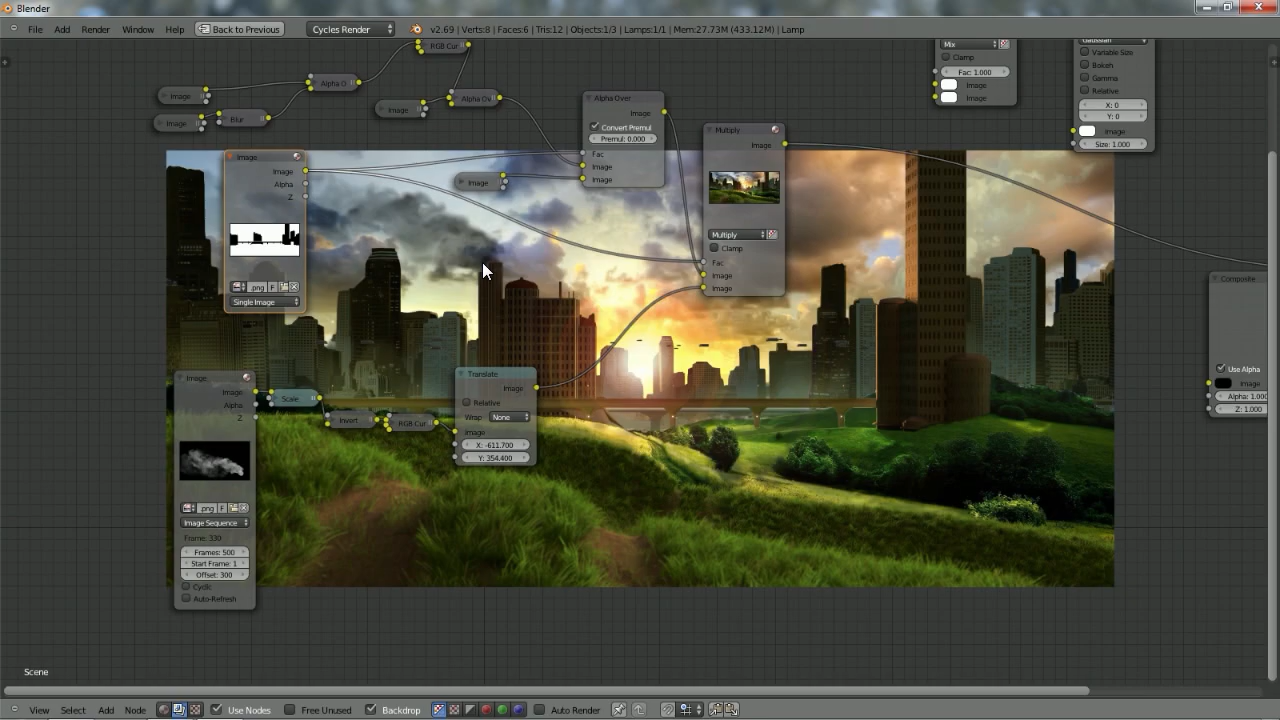 Blender
File Add Render Window Help Back to Previous Cycles Render v2.69 | Verts:8 | Faces:6 | Tris:12 | Objects:1/3 | Lamps:1/1 | Mem:27.73M (433.12M) | Lamp
RGB Cur
Mix
Clamp
Fac: 1.000
Image
Image
Gaussian
Variable Size
Bokeh
Gamma
Relative
X: 0
Y: 0
Image
Size: 1.000
Alpha O
Image
Image
Blur
Image
Alpha Ov
Alpha Over
Image
Convert Premul
Premul: 0.000
Fac
Image
Image
Multiply
Image
Multiply
Clamp
Fac
Image
Image
Image
Image
Alpha
Z
.png F
Single Image
Image
Composite
Use Alpha
Image
Alpha: 1.000
Z: 1.000
Image
Image
Alpha
Z
.png F
Image Sequence
Frame: 330
Frames: 500
Start Frame: 1
Offset: 300
Cyclic
Auto-Refresh
Scale
Invert
RGB Cur
Translate
Image
Relative
Wrap None
Image
X: -611.700
Y: 354.400
Scene
View Select Add Node Use Nodes Free Unused Backdrop Auto Render